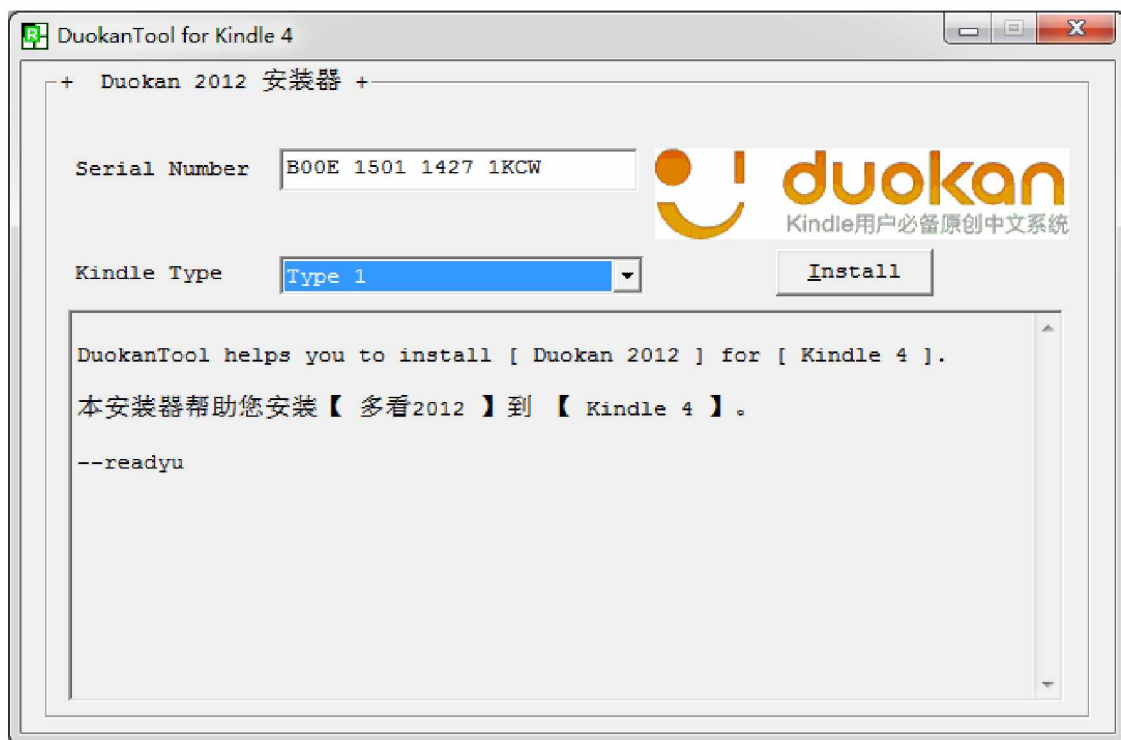 DuokanTool for Kindle 4
+ Duokan 2012 安装器 +
Serial Number
B00E 1501 1427 1KCW
duokan
Kindle用户必备原创中文系统
Kindle Type
Type 1
Install
DuokanTool helps you to install [ Duokan 2012 ] for [ Kindle 4 ].
本安装器帮助您安装【 多看2012 】到 【 Kindle 4 】。
--readyu